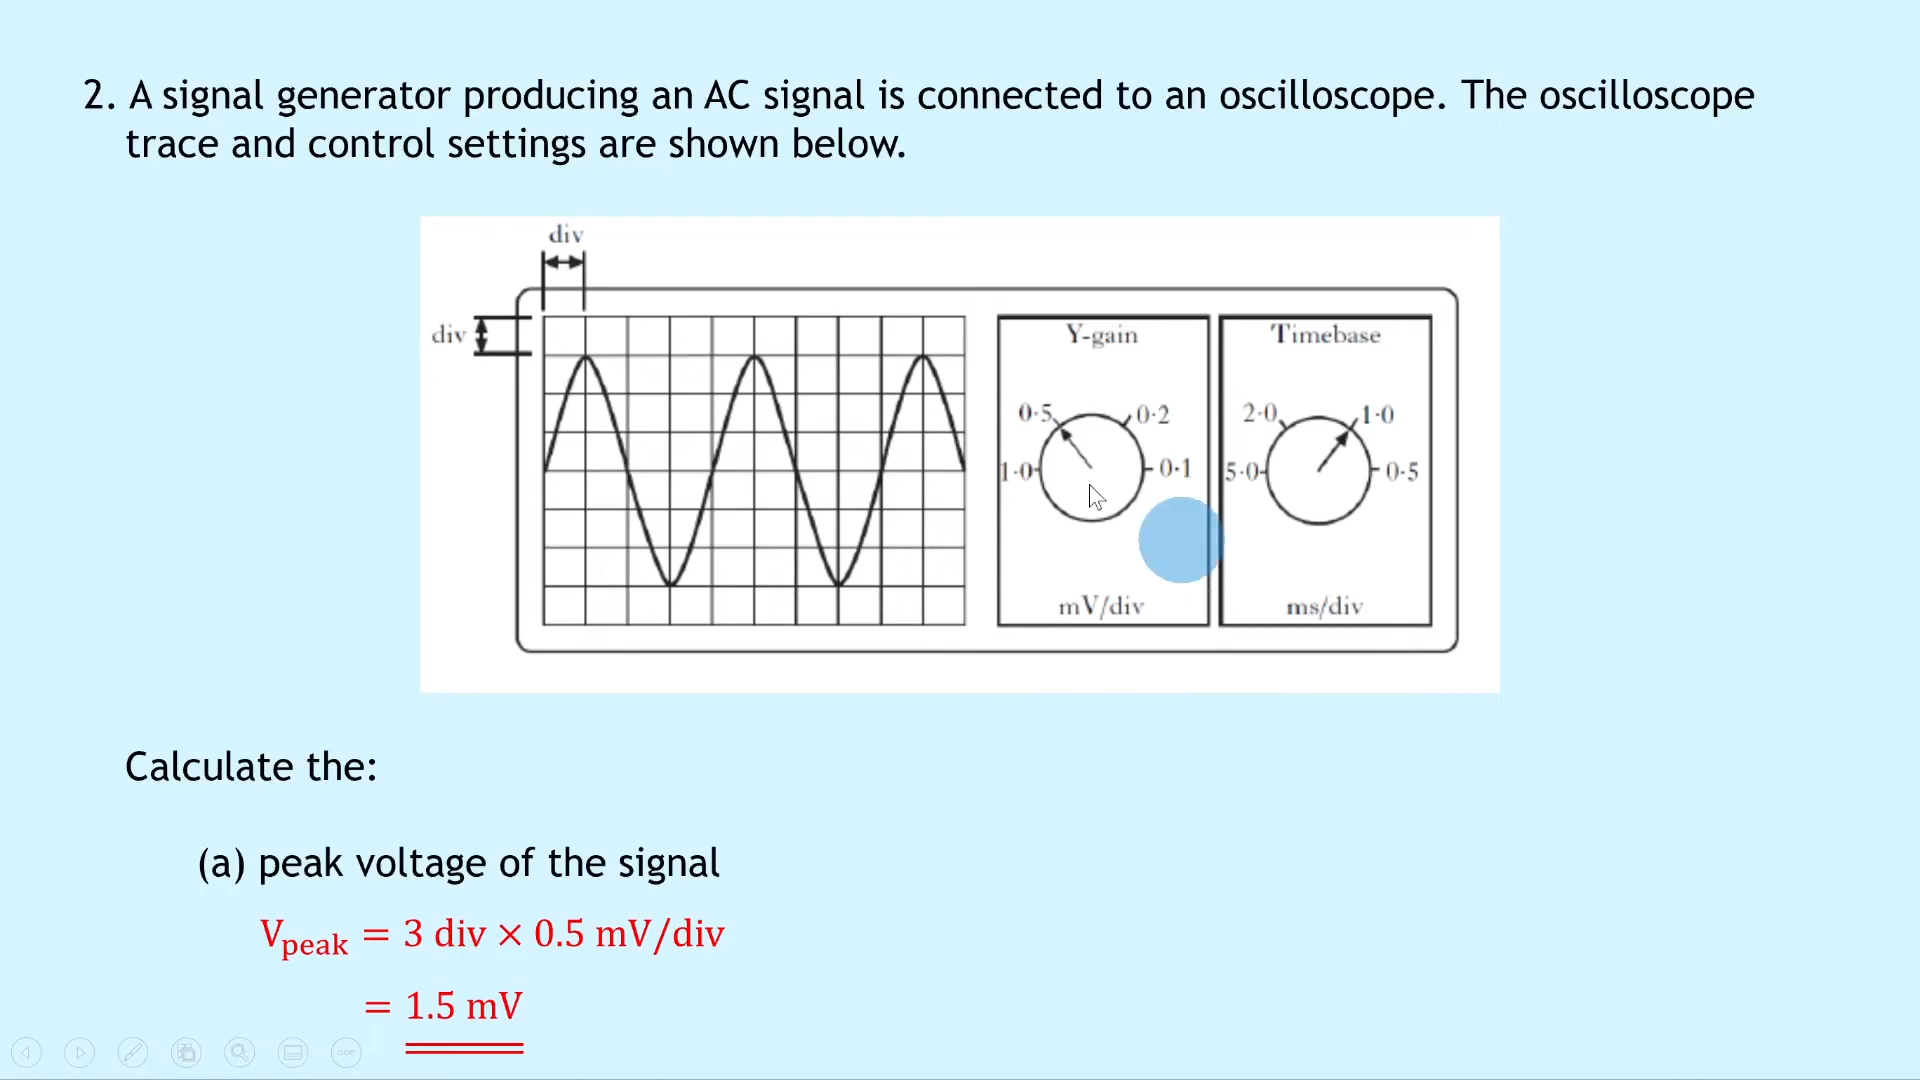 2. A signal generator producing an AC signal is connected to an oscilloscope. The oscilloscope
trace and control settings are shown below.
div
div
Y-gain
Timebase
0·5
0·2
2·0
1·0
1·0
0·1
5·0
0·5
mV/div
ms/div
Calculate the:
(a) peak voltage of the signal
Vpeak = 3 div × 0.5 mV/div
= 1.5 mV